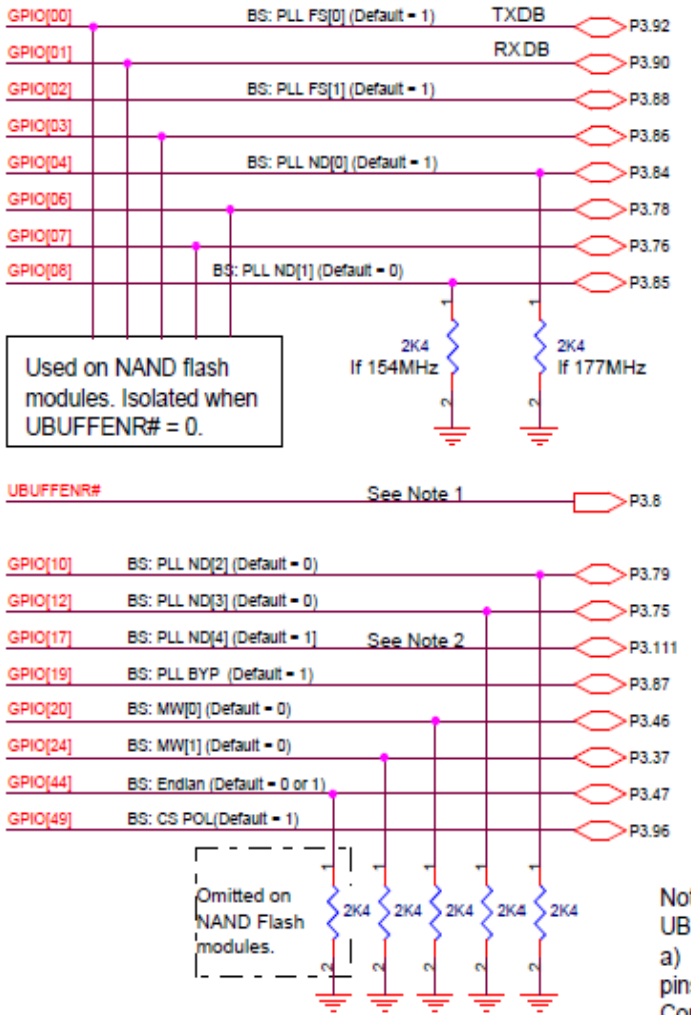 GPIO[00] BS: PLL FS[0] (Default = 1) TXDB P3.92
GPIO[01] RXDB P3.90
GPIO[02] BS: PLL FS[1] (Default = 1) P3.88
GPIO[03] P3.86
GPIO[04] BS: PLL ND[0] (Default = 1) P3.84
GPIO[06] P3.78
GPIO[07] P3.76
GPIO[08] BS: PLL ND[1] (Default = 0) P3.85
1 1
2K4 2K4
If 154MHz If 177MHz
2 2
Used on NAND flash
modules. Isolated when
UBUFFENR# = 0.
UBUFFENR# See Note 1 P3.8
GPIO[10] BS: PLL ND[2] (Default = 0) P3.79
GPIO[12] BS: PLL ND[3] (Default = 0) P3.75
GPIO[17] BS: PLL ND[4] (Default = 1] See Note 2 P3.111
GPIO[19] BS: PLL BYP (Default = 1) P3.87
GPIO[20] BS: MW[0] (Default = 0) P3.46
GPIO[24] BS: MW[1] (Default = 0) P3.37
GPIO[44] BS: Endian (Default = 0 or 1) P3.47
GPIO[49] BS: CS POL(Default = 1) P3.96
1 1 1 1 1
Omitted on
NAND Flash
modules.
2K4 2K4 2K4 2K4 2K4
2 2 2 2 2
UB
a)